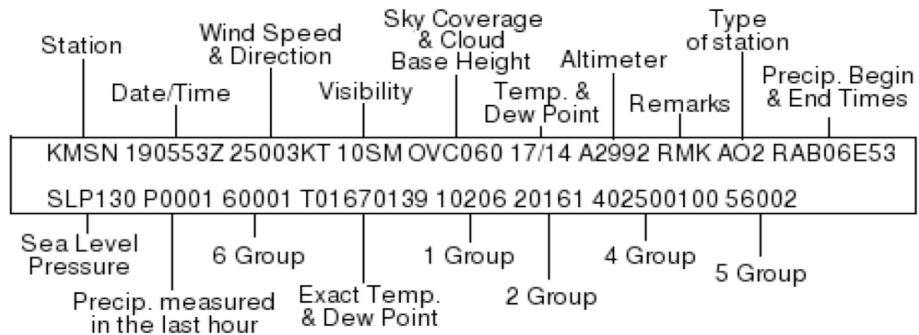 Station
Wind Speed
& Direction
Sky Coverage
& Cloud
Base Height
Type
of station
Date/Time
Visibility
Temp. &
Dew Point
Altimeter
Remarks
Precip. Begin
& End Times
KMSN 190553Z 25003KT 10SM OVC060 17/14 A2992 RMK AO2 RAB06E53
SLP130 P0001 60001 T01670139 10206 20161 402500100 56002
Sea Level
Pressure
Precip. measured
in the last hour
6 Group
Exact Temp.
& Dew Point
1 Group
2 Group
4 Group
5 Group